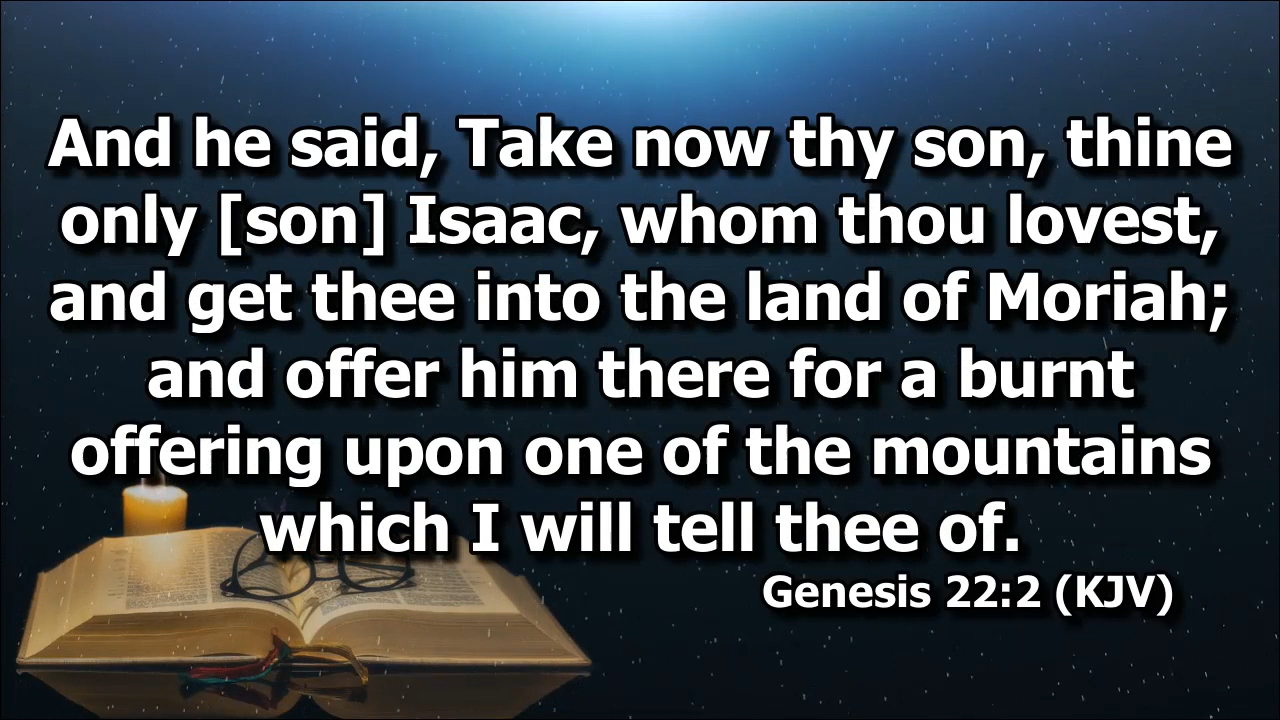 And he said, Take now thy son, thine
only [son] Isaac, whom thou lovest,
and get thee into the land of Moriah;
and offer him there for a burnt
offering upon one of the mountains
which I will tell thee of.
Genesis 22:2 (KJV)